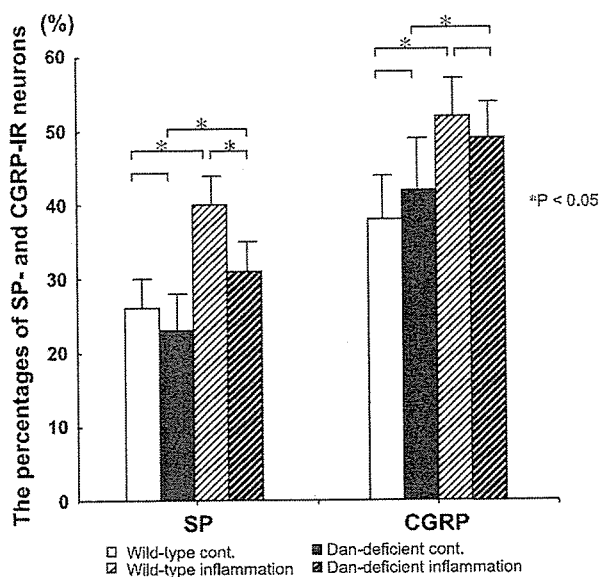 (%)
The percentages of SP- and CGRP-IR neurons
60
50
40
30
20
10
0
*
*
*
*
*
*P < 0.05
SP
CGRP
Wild-type cont.
Dan-deficient cont.
Wild-type inflammation
Dan-deficient inflammation